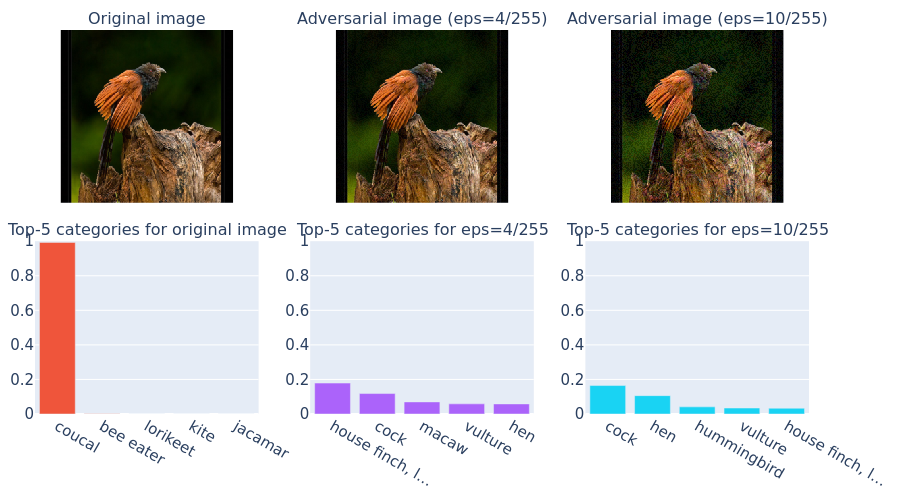 Original image
Adversarial image (eps=4/255)
Adversarial image (eps=10/255)
Top-5 categories for original image
Top-5 categories for eps=4/255
Top-5 categories for eps=10/255
1
0.8
0.6
0.4
0.2
0
coucal
bee eater
lorikeet
kite
jacamar
1
0.8
0.6
0.4
0.2
0
house finch, l...
cock
macaw
vulture
hen
1
0.8
0.6
0.4
0.2
0
cock
hen
hummingbird
vulture
house finch, l...